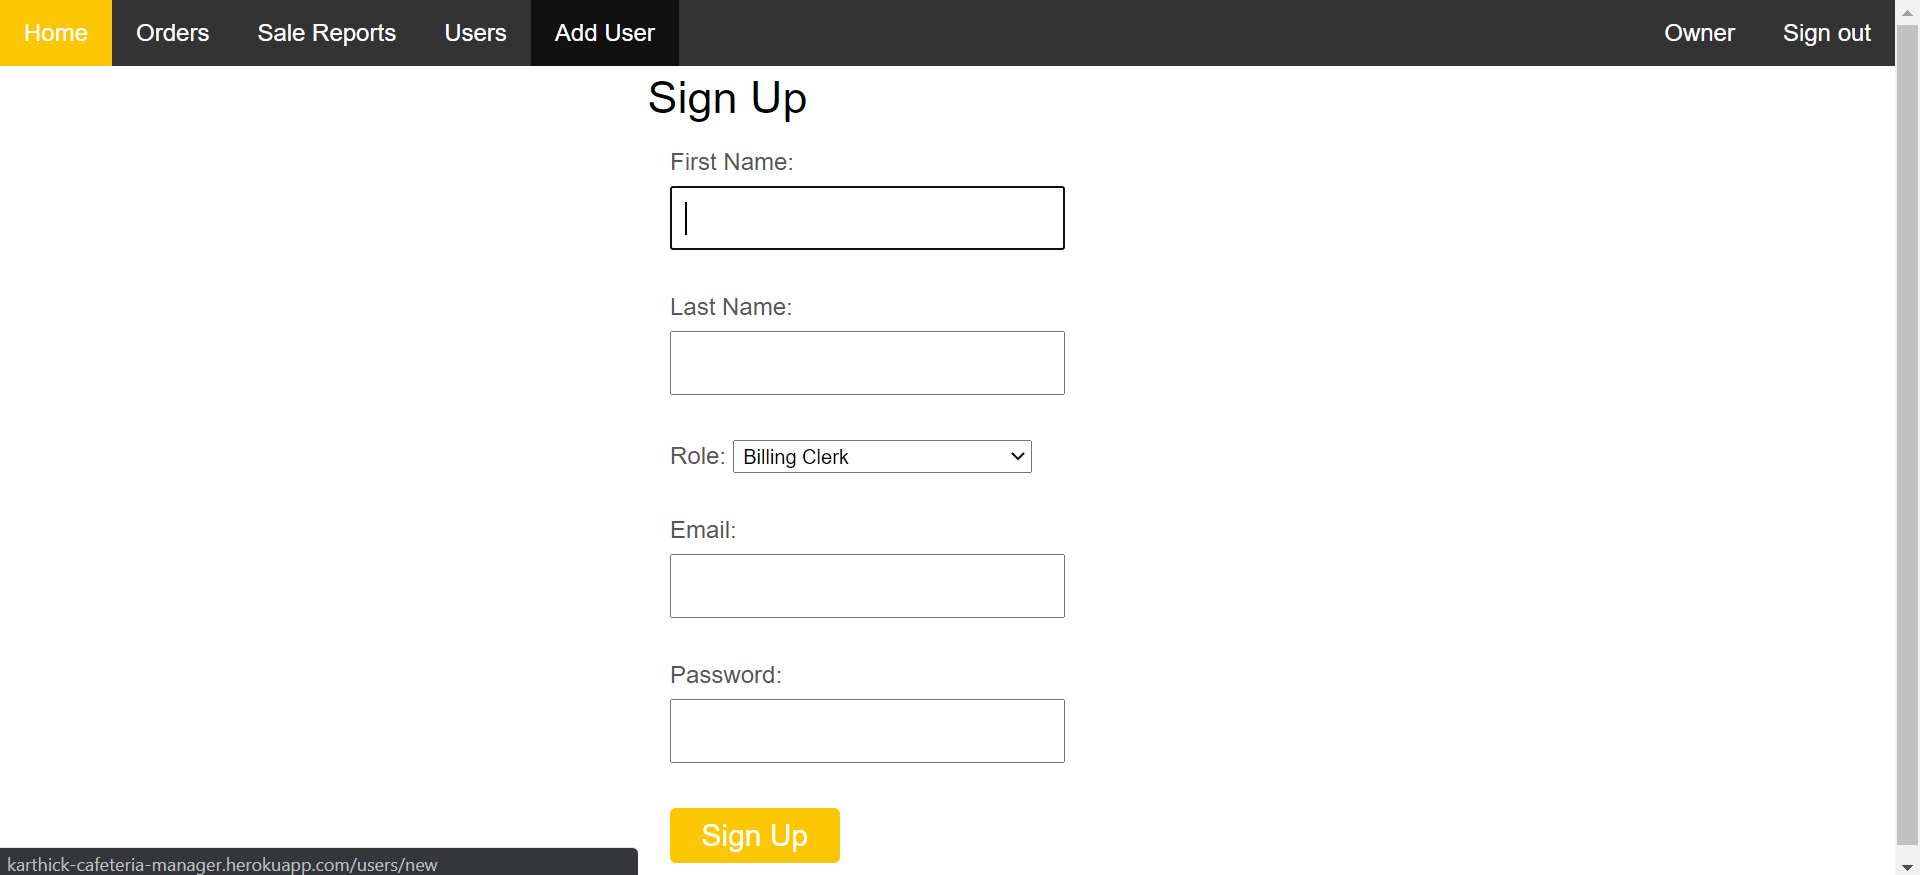 Home Orders Sale Reports Users Add User Owner Sign out
Sign Up
First Name:
Last Name:
Role: Billing Clerk
Email:
Password:
Sign Up
karthick-cafeteria-manager.herokuapp.com/users/new